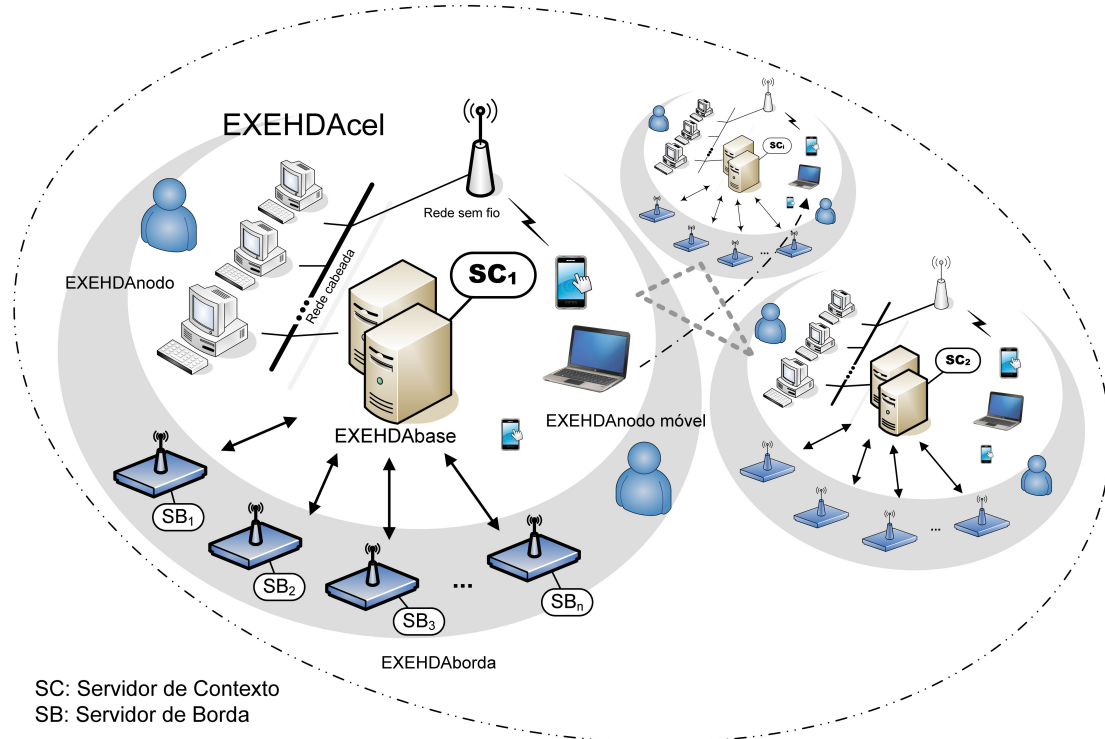 EXEHDAcel
Rede sem fio
EXEHDAnodo
Rede cabeada
SC₁
EXEHDAbase
EXEHDAnodo móvel
SB₁
SB₂
SB₃
...
SBₙ
EXEHDAborda
SCᵢ
...
SC₂
...
SC: Servidor de Contexto
SB: Servidor de Borda